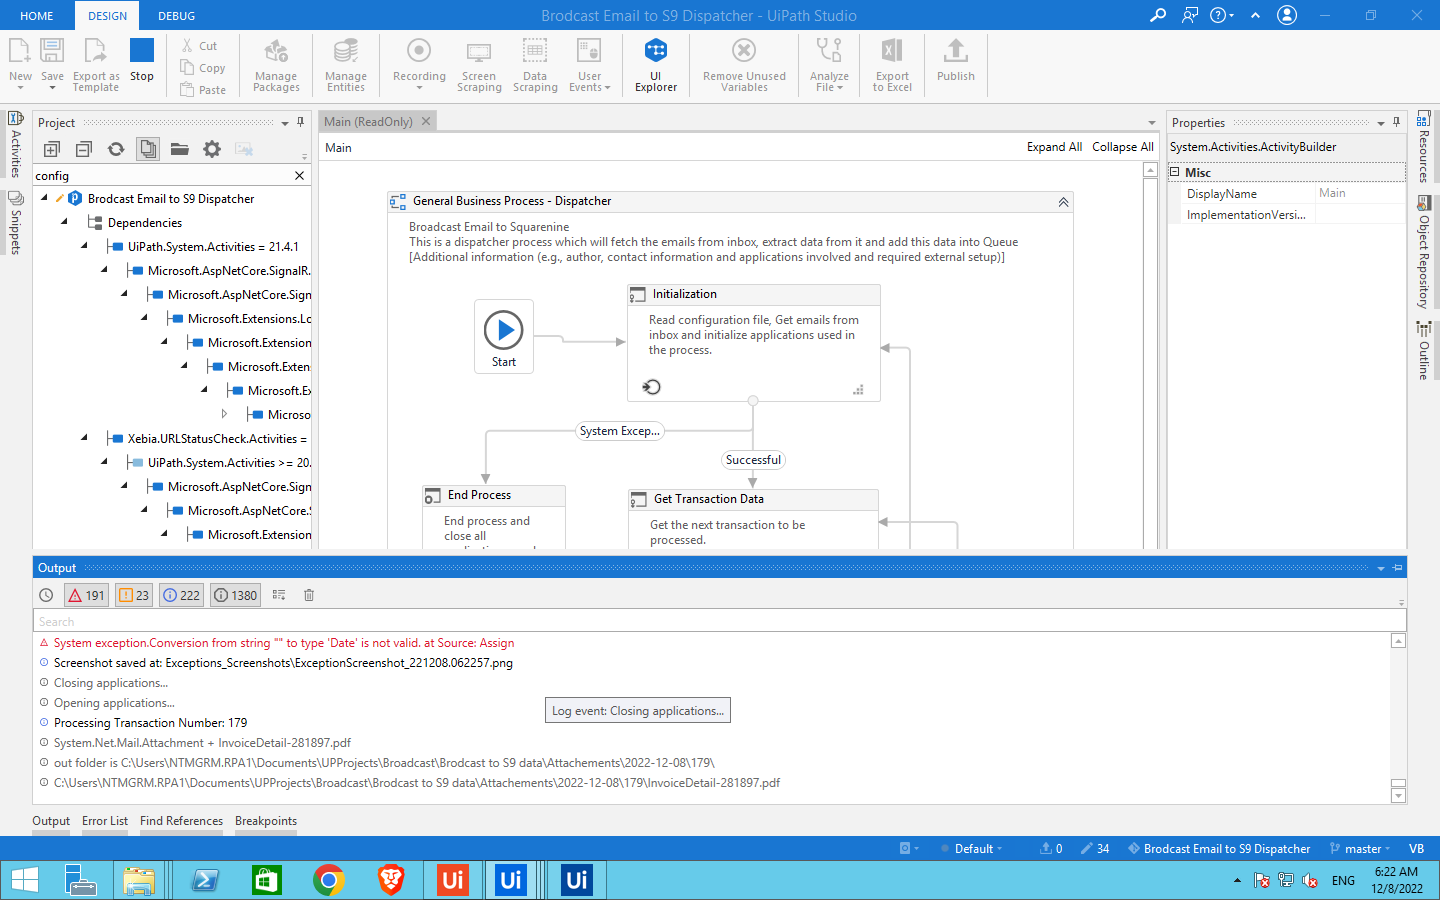 HOME
DESIGN
DEBUG
Brodcast Email to S9 Dispatcher - UiPath Studio
New
Save
Export as Template
Stop
Cut
Copy
Paste
Manage Packages
Manage Entities
Recording
Screen Scraping
Data Scraping
User Events
UI Explorer
Remove Unused Variables
Analyze File
Export to Excel
Publish
Activities
Snippets
Project
config
Brodcast Email to S9 Dispatcher
Dependencies
UiPath.System.Activities = 21.4.1
Microsoft.AspNetCore.SignalR.
Microsoft.AspNetCore.Sign
Microsoft.Extensions.Lo
Microsoft.Extension
Microsoft.Exten
Microsoft.Ex
Microso
Xebia.URLStatusCheck.Activities =
UiPath.System.Activities >= 20.
Microsoft.AspNetCore.Sign
Microsoft.AspNetCore.S
Microsoft.Extension
Main (ReadOnly)
Main
Expand All
Collapse All
General Business Process - Dispatcher
Broadcast Email to Squarenine
This is a dispatcher process which will fetch the emails from inbox, extract data from it and add this data into Queue
[Additional information (e.g., author, contact information and applications involved and required external setup)]
Start
Initialization
Read configuration file, Get emails from
inbox and initialize applications used in
the process.
System Excep...
Successful
End Process
End process and
close all
Get Transaction Data
Get the next transaction to be
processed.
Properties
System.Activities.ActivityBuilder
Misc
DisplayName
Main
ImplementationVersi...
Resources
Object Repository
Outline
Output
191
23
222
1380
Search
System exception.Conversion from string "" to type 'Date' is not valid. at Source: Assign
Screenshot saved at: Exceptions_Screenshots\ExceptionScreenshot_221208.062257.png
Closing applications...
Opening applications...
Log event: Closing applications...
Processing Transaction Number: 179
System.Net.Mail.Attachment + InvoiceDetail-281897.pdf
out folder is C:\Users\NTMGRM.RPA1\Documents\UPProjects\Broadcast\Brodcast to S9 data\Attachements\2022-12-08\179\
C:\Users\NTMGRM.RPA1\Documents\UPProjects\Broadcast\Brodcast to S9 data\Attachements\2022-12-08\179\InvoiceDetail-281897.pdf
Output
Error List
Find References
Breakpoints
Default
0
34
Brodcast Email to S9 Dispatcher
master
VB
Ui
Ui
Ui
ENG
6:22 AM
12/8/2022